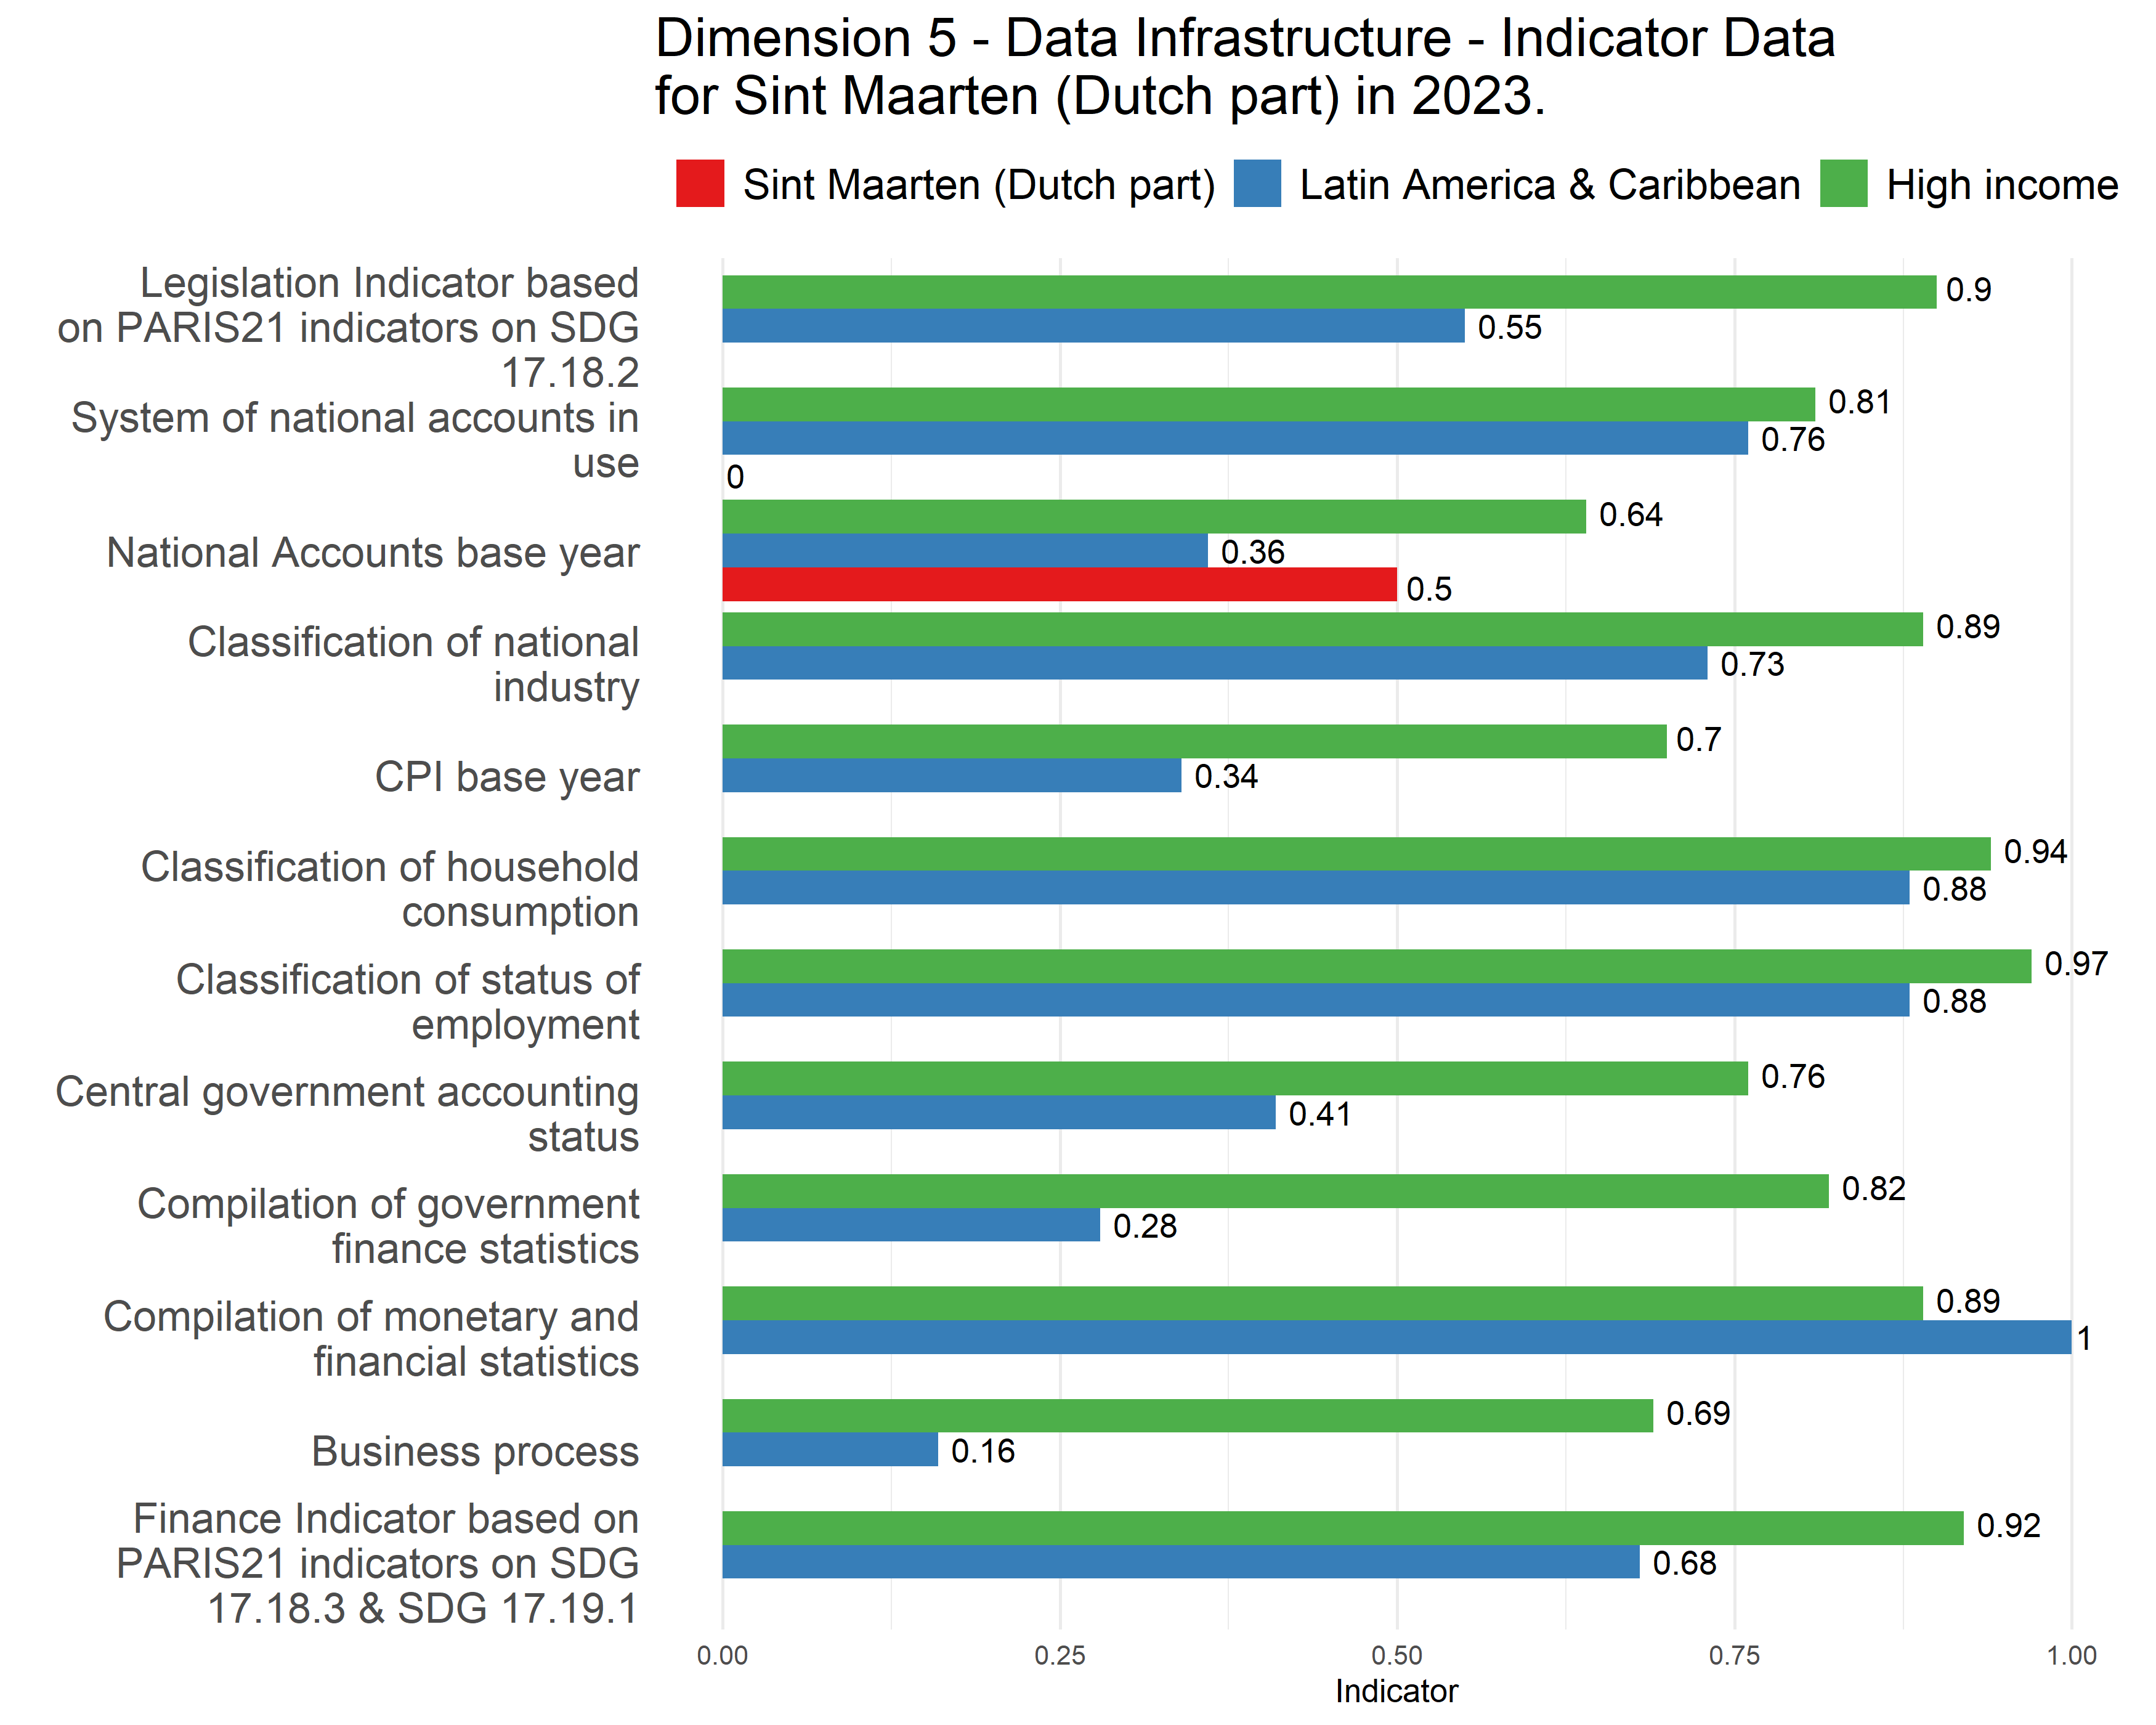 Dimension 5 - Data Infrastructure - Indicator Data
for Sint Maarten (Dutch part) in 2023.
Sint Maarten (Dutch part) Latin America & Caribbean High income
Legislation Indicator based
on PARIS21 indicators on SDG
17.18.2
0.9
0.55
System of national accounts in
use
0.81
0.76
0
National Accounts base year
0.64
0.36
0.5
Classification of national
industry
0.89
0.73
CPI base year
0.7
0.34
Classification of household
consumption
0.94
0.88
Classification of status of
employment
0.97
0.88
Central government accounting
status
0.76
0.41
Compilation of government
finance statistics
0.82
0.28
Compilation of monetary and
financial statistics
0.89
1
Business process
0.69
0.16
Finance Indicator based on
PARIS21 indicators on SDG
17.18.3 & SDG 17.19.1
0.92
0.68
0.00 0.25 0.50 0.75 1.00
Indicator